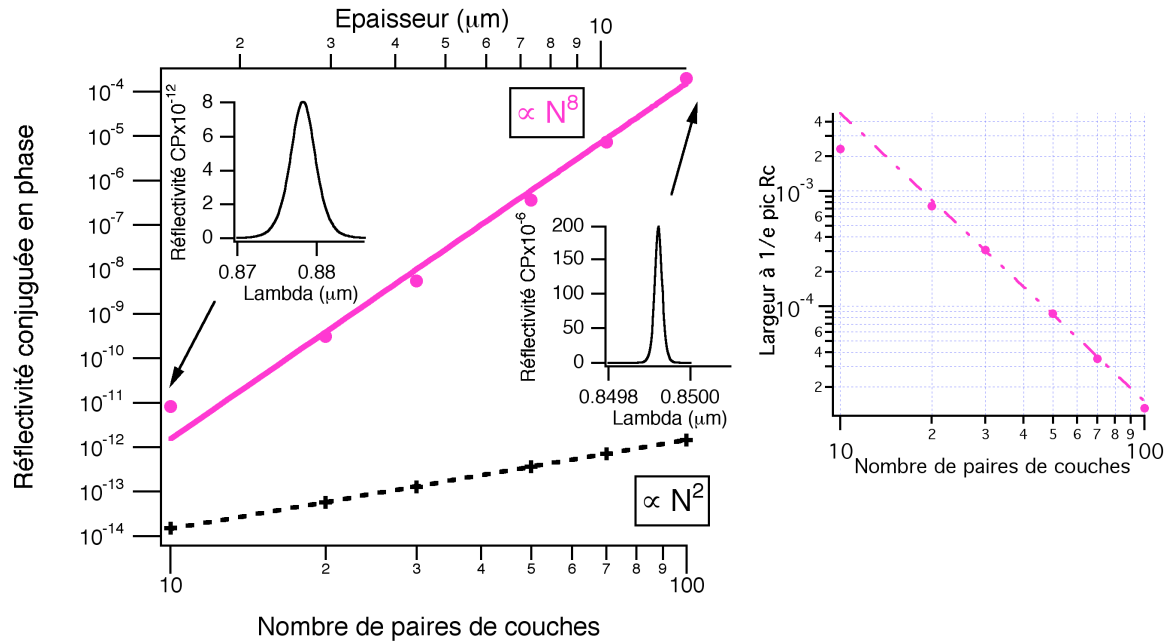 Epaisseur (μm)
2 3 4 5 6 7 8 9 10
Réflectivité conjuguée en phase
10^-4
10^-5
10^-6
10^-7
10^-8
10^-9
10^-10
10^-11
10^-12
10^-13
10^-14
∝ N^8
∝ N^2
Réflectivité CPx10^-12
8
6
4
2
0
0.87 0.88
Lambda (μm)
Réflectivité CPx10^-6
200
150
100
50
0
0.8498 0.8500
Lambda (μm)
10 2 3 4 5 6 7 8 9 100
Nombre de paires de couches
Largeur à 1/e pic Rc
4
2
10^-3
6
4
2
10^-4
8
6
4
2
10 2 3 4 5 6 7 8 9 100
Nombre de paires de couches